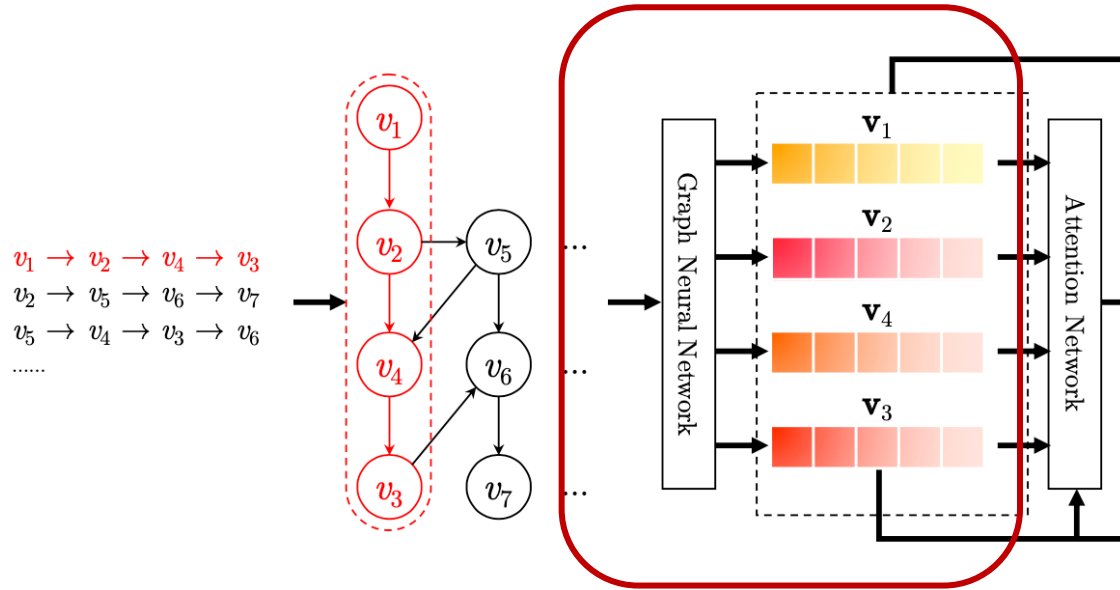 v₁ → v₂ → v₄ → v₃
v₂ → v₅ → v₆ → v₇
v₅ → v₄ → v₃ → v₆
......
v₁
v₂
v₄
v₃
v₅
v₆
v₇
...
...
...
Graph Neural Network
v₁
v₂
v₄
v₃
Attention Network